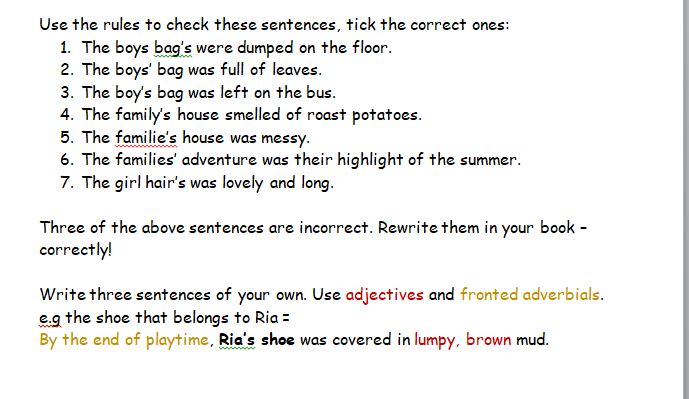 Use the rules to check these sentences, tick the correct ones:
1. The boys bag's were dumped on the floor.
2. The boys' bag was full of leaves.
3. The boy's bag was left on the bus.
4. The family's house smelled of roast potatoes.
5. The familie's house was messy.
6. The families' adventure was their highlight of the summer.
7. The girl hair's was lovely and long.
Three of the above sentences are incorrect. Rewrite them in your book –
correctly!
Write three sentences of your own. Use adjectives and fronted adverbials.
e.g the shoe that belongs to Ria =
By the end of playtime, Ria's shoe was covered in lumpy, brown mud.